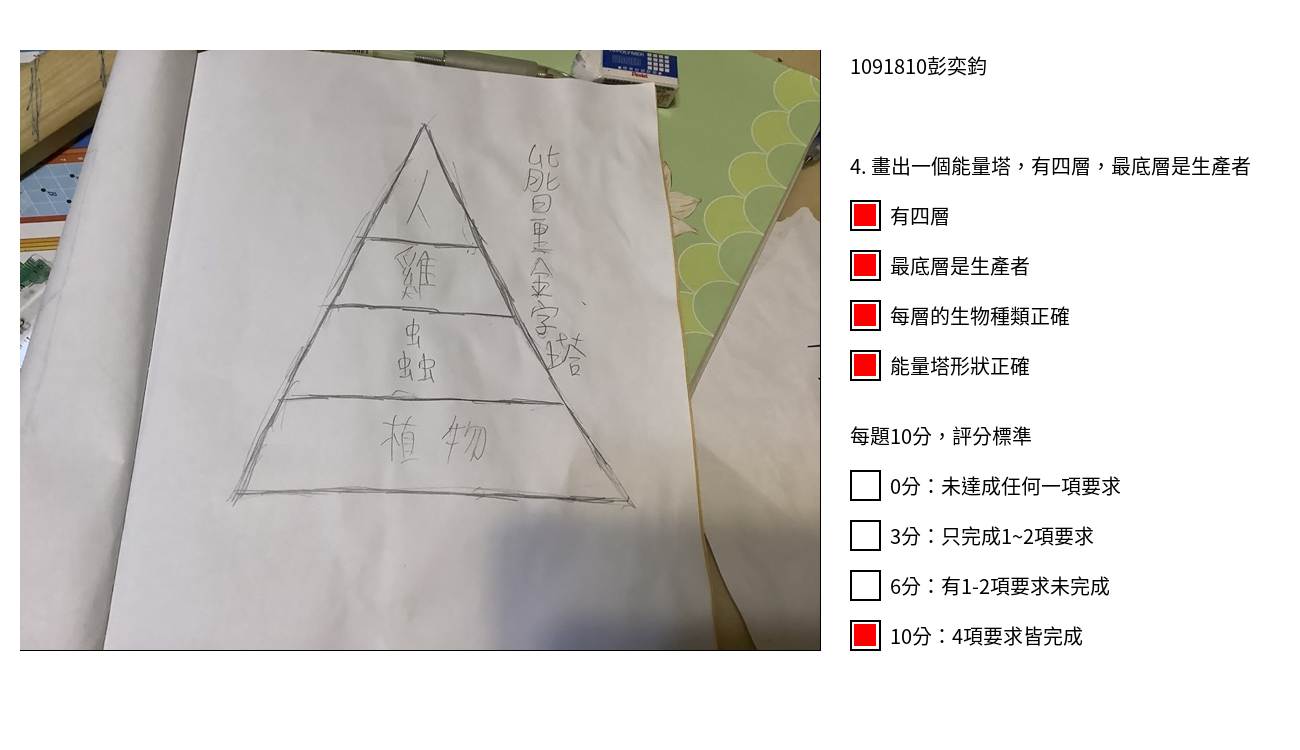 人
雞
蟲
植物
能量金字塔
1091810彭奕鈞
4. 畫出一個能量塔，有四層，最底層是生產者
有四層
最底層是生產者
每層的生物種類正確
能量塔形狀正確
每題10分，評分標準
0分：未達成任何一項要求
3分：只完成1~2項要求
6分：有1-2項要求未完成
10分：4項要求皆完成